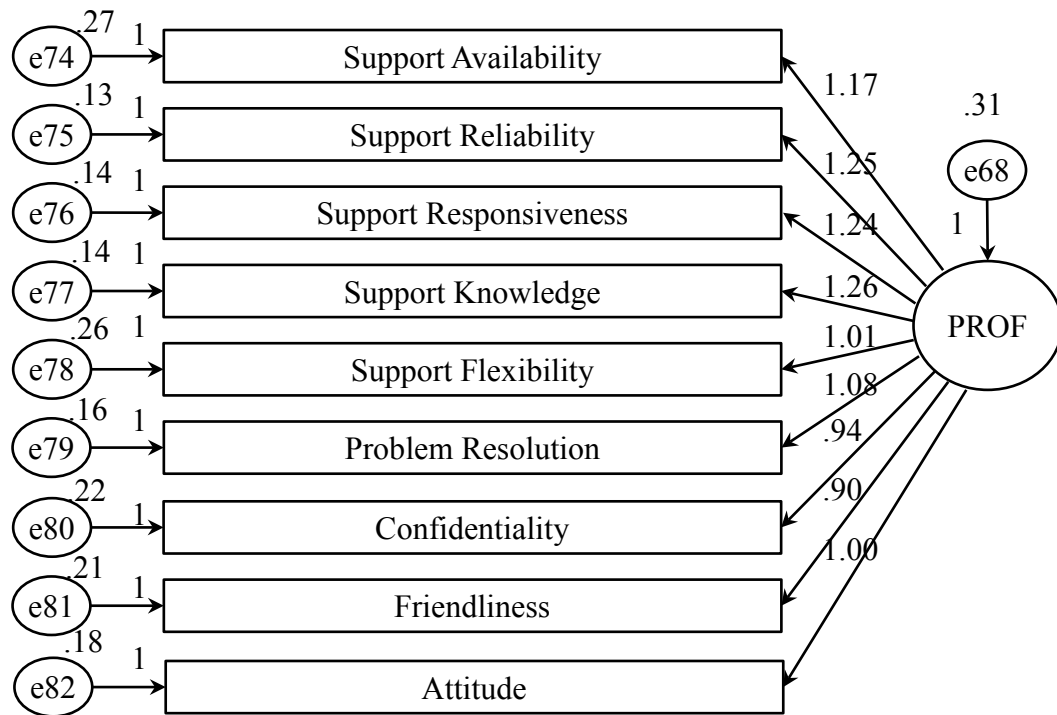 .27
e74
1
Support Availability
1.17
.31
.13
e75
1
Support Reliability
1.25
e68
.14
e76
1
Support Responsiveness
1.24
1
.14
e77
1
Support Knowledge
1.26
PROF
.26
e78
1
Support Flexibility
1.01
.16
e79
1
Problem Resolution
1.08
.22
e80
1
Confidentiality
.94
.21
e81
1
Friendliness
.90
.18
e82
1
Attitude
1.00